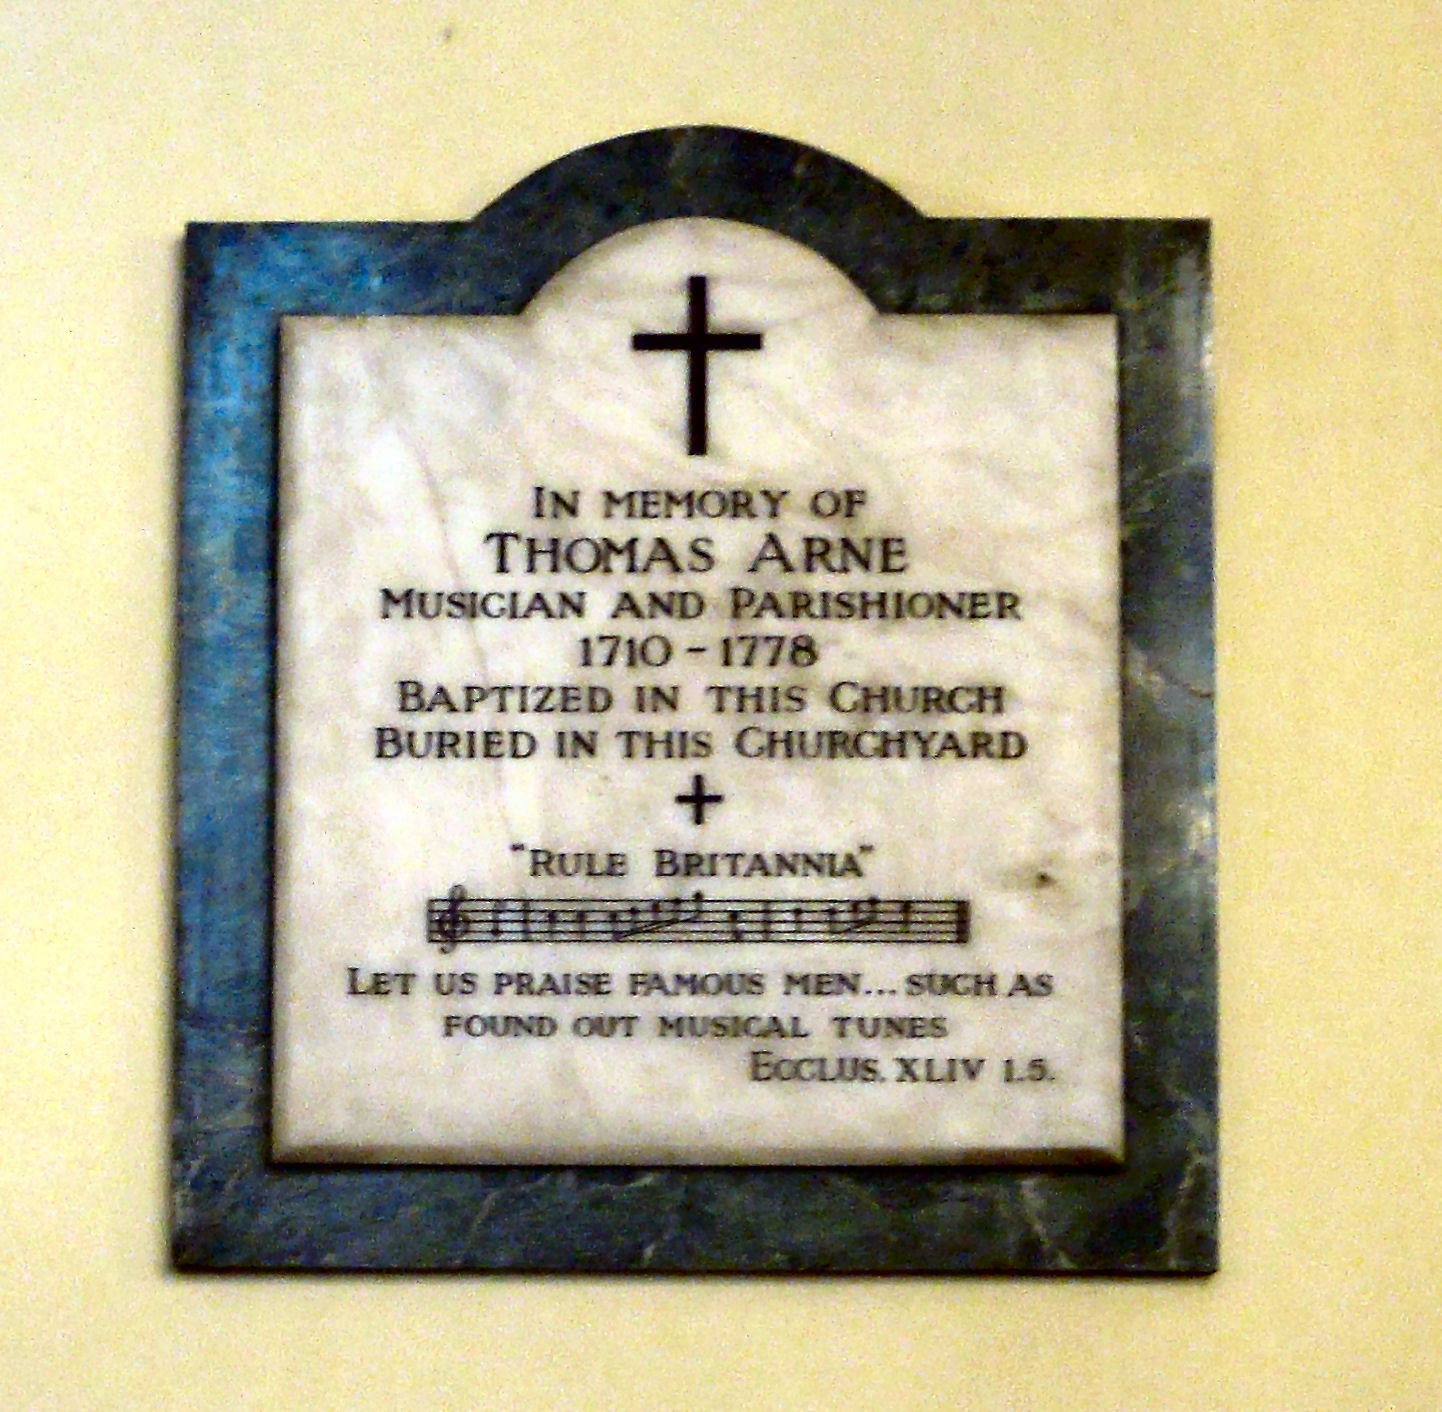 IN MEMORY OF
THOMAS ARNE
MUSICIAN AND PARISHIONER
1710 - 1778
BAPTIZED IN THIS CHURCH
BURIED IN THIS CHURCHYARD
"RULE BRITANNIA"
LET US PRAISE FAMOUS MEN... SUCH AS
FOUND OUT MUSICAL TUNES
ECCLUS. XLIV 1.5.